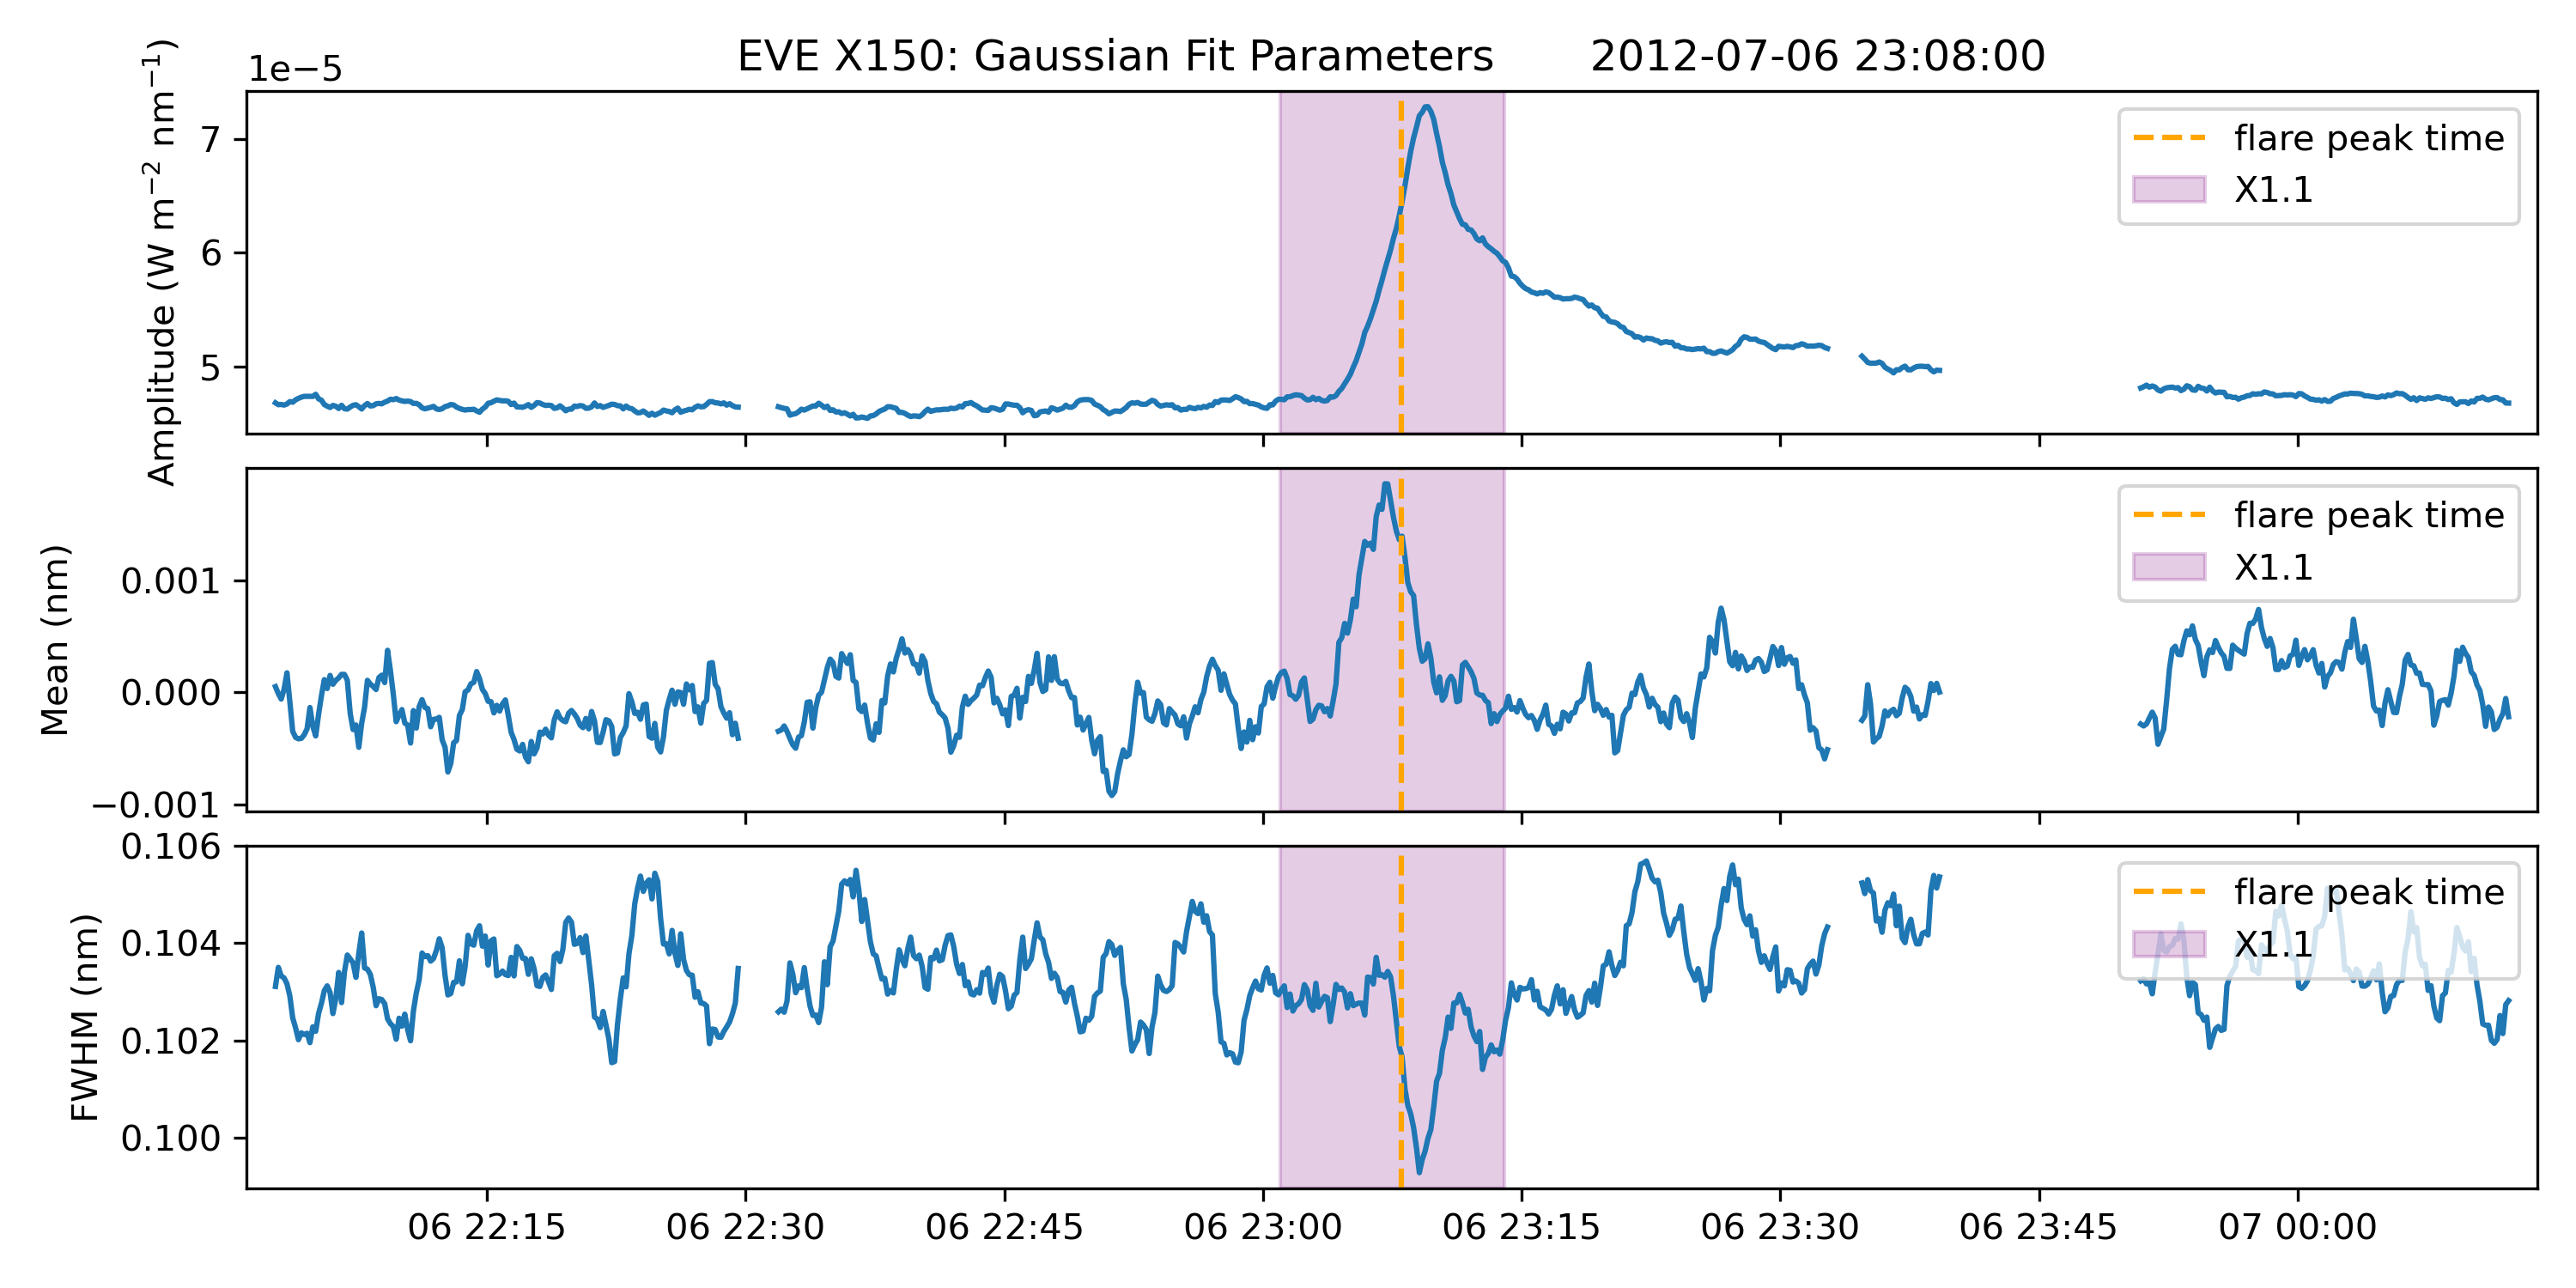 EVE X150: Gaussian Fit Parameters 2012-07-06 23:08:00
1e−5
Amplitude (W m⁻² nm⁻¹)
7
6
5
flare peak time
X1.1
Mean (nm)
0.001
0.000
−0.001
flare peak time
X1.1
FWHM (nm)
0.106
0.104
0.102
0.100
flare peak time
X1.1
06 22:15 06 22:30 06 22:45 06 23:00 06 23:15 06 23:30 06 23:45 07 00:00